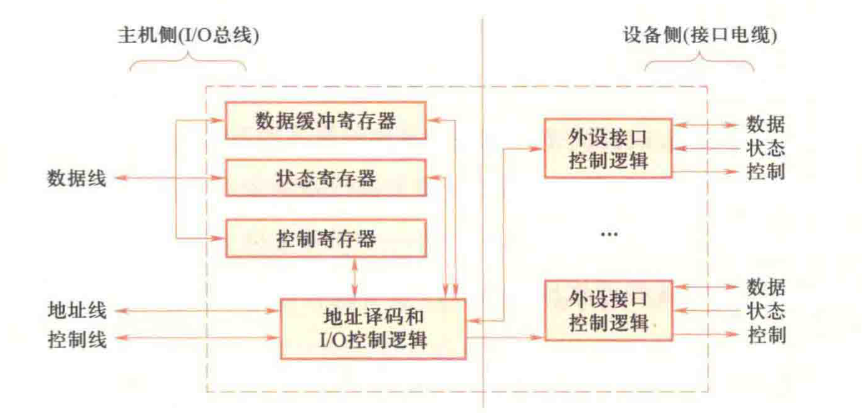 主机侧(I/O总线)
设备侧(接口电缆)
数据缓冲寄存器
状态寄存器
控制寄存器
数据线
地址线
控制线
地址译码和
I/O控制逻辑
外设接口
控制逻辑
数据
状态
控制
...
外设接口
控制逻辑
数据
状态
控制